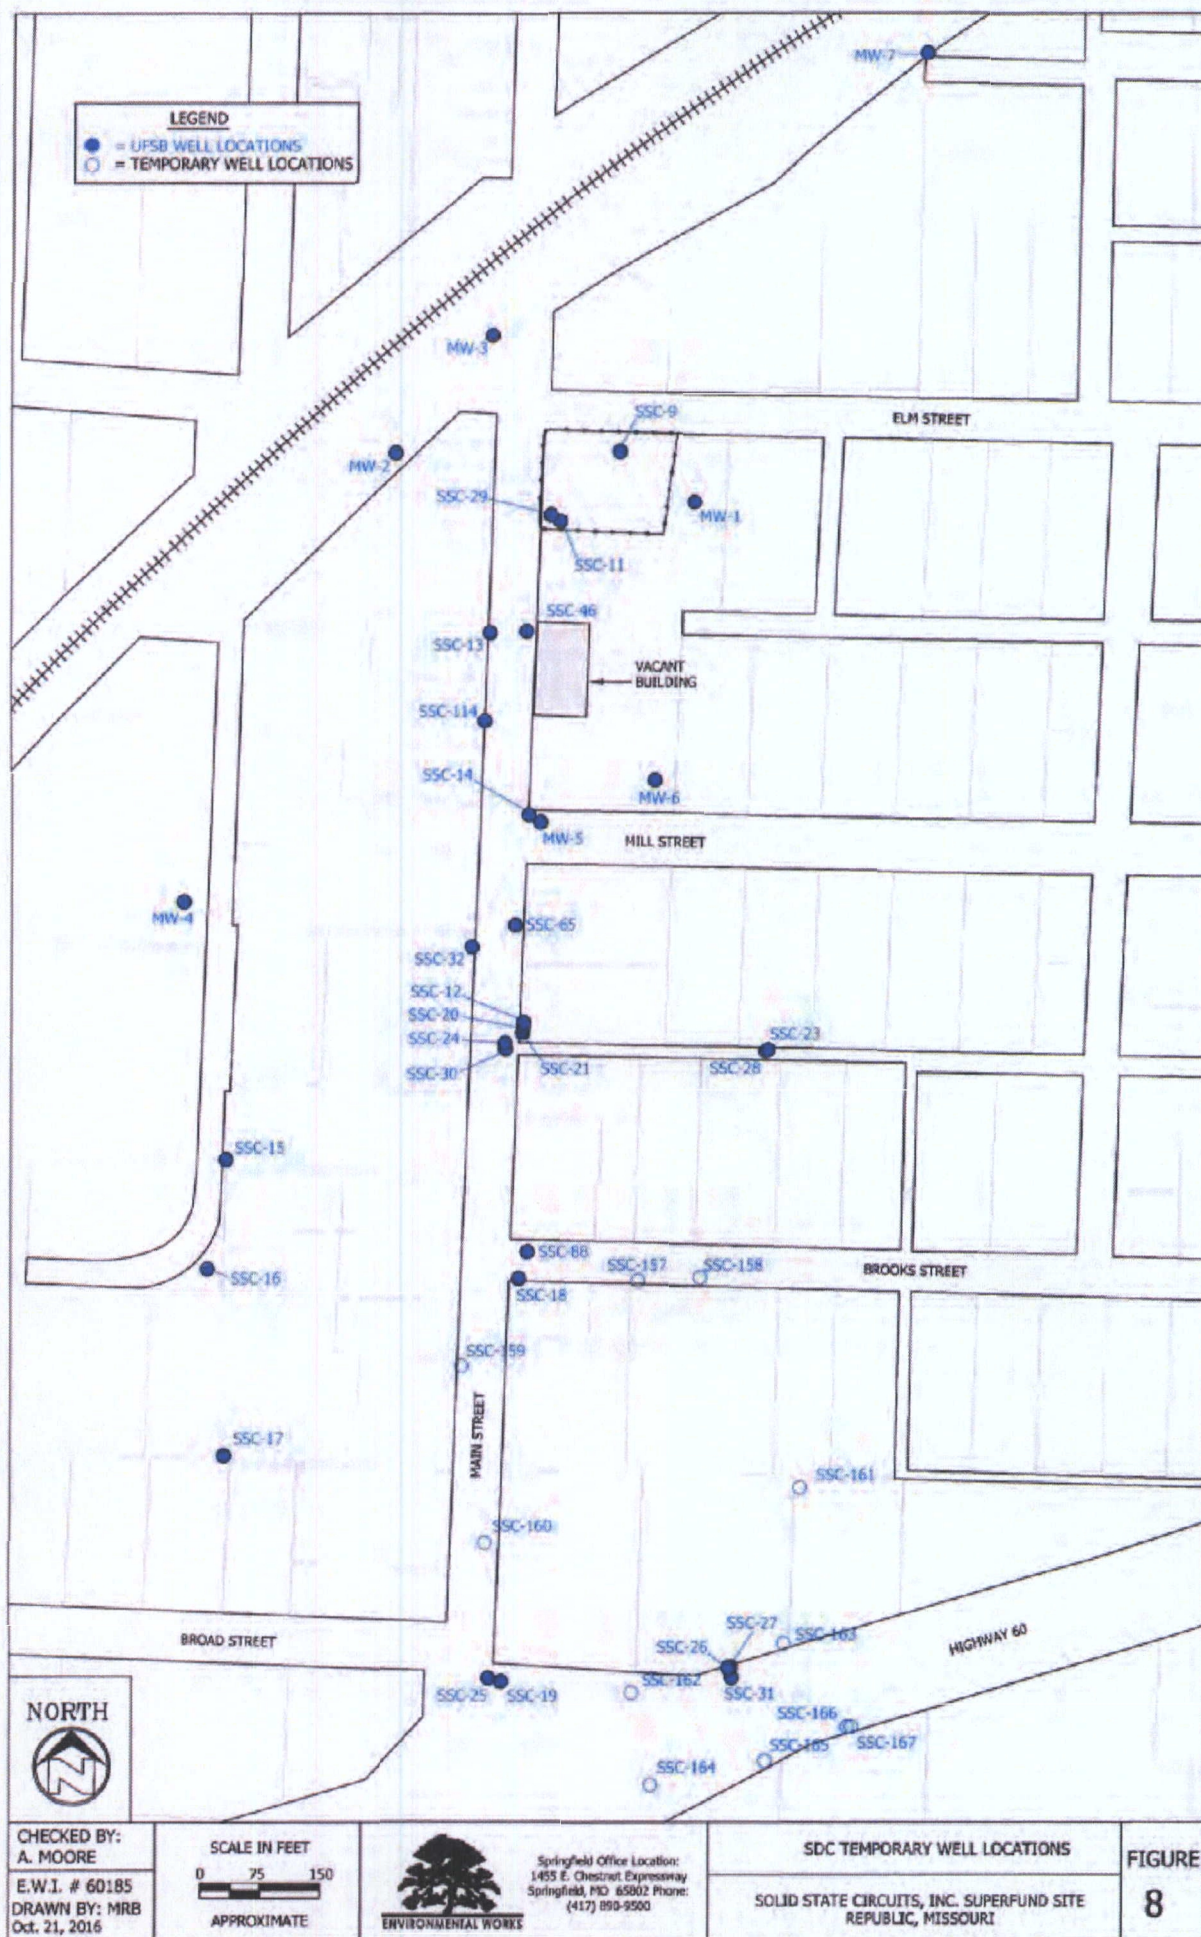 MW-7
LEGEND
= UFSB WELL LOCATIONS
= TEMPORARY WELL LOCATIONS
MW-3
SSC-9
ELM STREET
MW-2
SSC-29
MW-1
SSC-11
SSC-46
SSC-13
VACANT
BUILDING
SSC-114
SSC-14
MW-6
MW-5
MILL STREET
MW-4
SSC-65
SSC-32
SSC-12
SSC-20
SSC-24
SSC-23
SSC-30
SSC-21
SSC-28
SSC-15
SSC-88
SSC-157
SSC-158
BROOKS STREET
SSC-16
SSC-18
SSC-159
MAIN STREET
SSC-17
SSC-161
SSC-160
SSC-27
BROAD STREET
SSC-26
SSC-163
HIGHWAY 60
SSC-25
SSC-19
SSC-162
SSC-31
NORTH
N
SSC-166
SSC-167
SSC-165
SSC-164
CHECKED BY:
A. MOORE
E.W.I. # 60185
DRAWN BY: MRB
Oct. 21, 2016
SCALE IN FEET
0 75 150
APPROXIMATE
ENVIRONMENTAL WORKS
Springfield Office Location:
1455 E. Chestnut Expressway
Springfield, MO 65802 Phone:
(417) 890-9500
SDC TEMPORARY WELL LOCATIONS
SOLID STATE CIRCUITS, INC. SUPERFUND SITE
REPUBLIC, MISSOURI
FIGURE
8